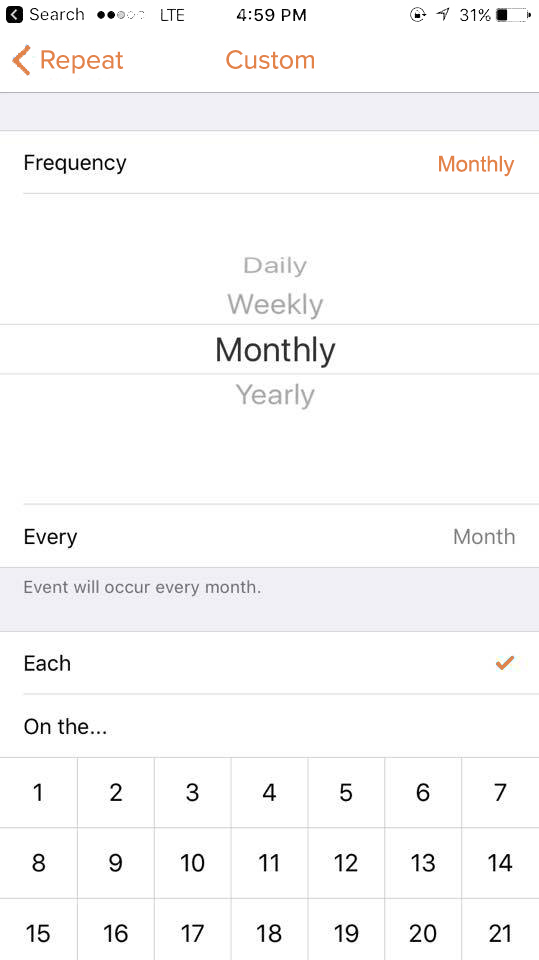 Search LTE 4:59 PM 31%
Repeat Custom
Frequency Monthly
Daily
Weekly
Monthly
Yearly
Every Month
Event will occur every month.
Each
On the...
1 2 3 4 5 6 7
8 9 10 11 12 13 14
15 16 17 18 19 20 21